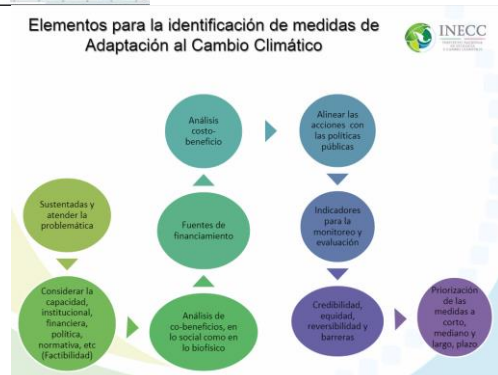 Elementos para la identificación de medidas de
Adaptación al Cambio Climático
INECC
Sustentadas y
atender la
problemática
Considerar la
capacidad,
institucional,
financiera,
política,
normativa, etc
(Factibilidad)
Análisis de
co-beneficios, en
lo social como en
lo biofísico
Fuentes de
financiamiento
Análisis
costo-
beneficio
Alinear las
acciones con
las políticas
públicas
Indicadores
para la
monitoreo y
evaluación
Credibilidad,
equidad,
reversibilidad y
barreras
Priorización
de las
medidas a
corto,
mediano y
largo, plazo